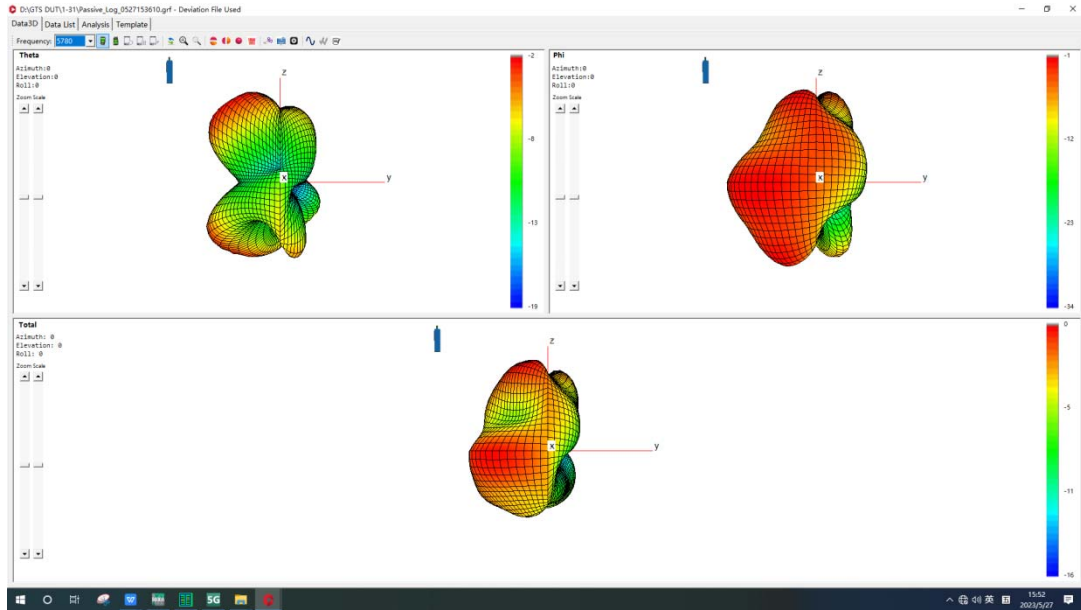 D:\GTS DUT\1-31\Passive_Log_0527153610.grf - Deviation File Used
Data3D Data List Analysis Template
Frequency: 5780
Theta
Azimuth:0
Elevation:0
Roll:0
Zoom Scale
z
x
y
-2
-8
-13
-19
Phi
Azimuth:0
Elevation:0
Roll:0
Zoom Scale
z
x
y
-1
-12
-23
-34
Total
Azimuth: 0
Elevation: 0
Roll: 0
Zoom Scale
z
x
y
0
-5
-11
-16
5G
英
15:52
2023/5/27